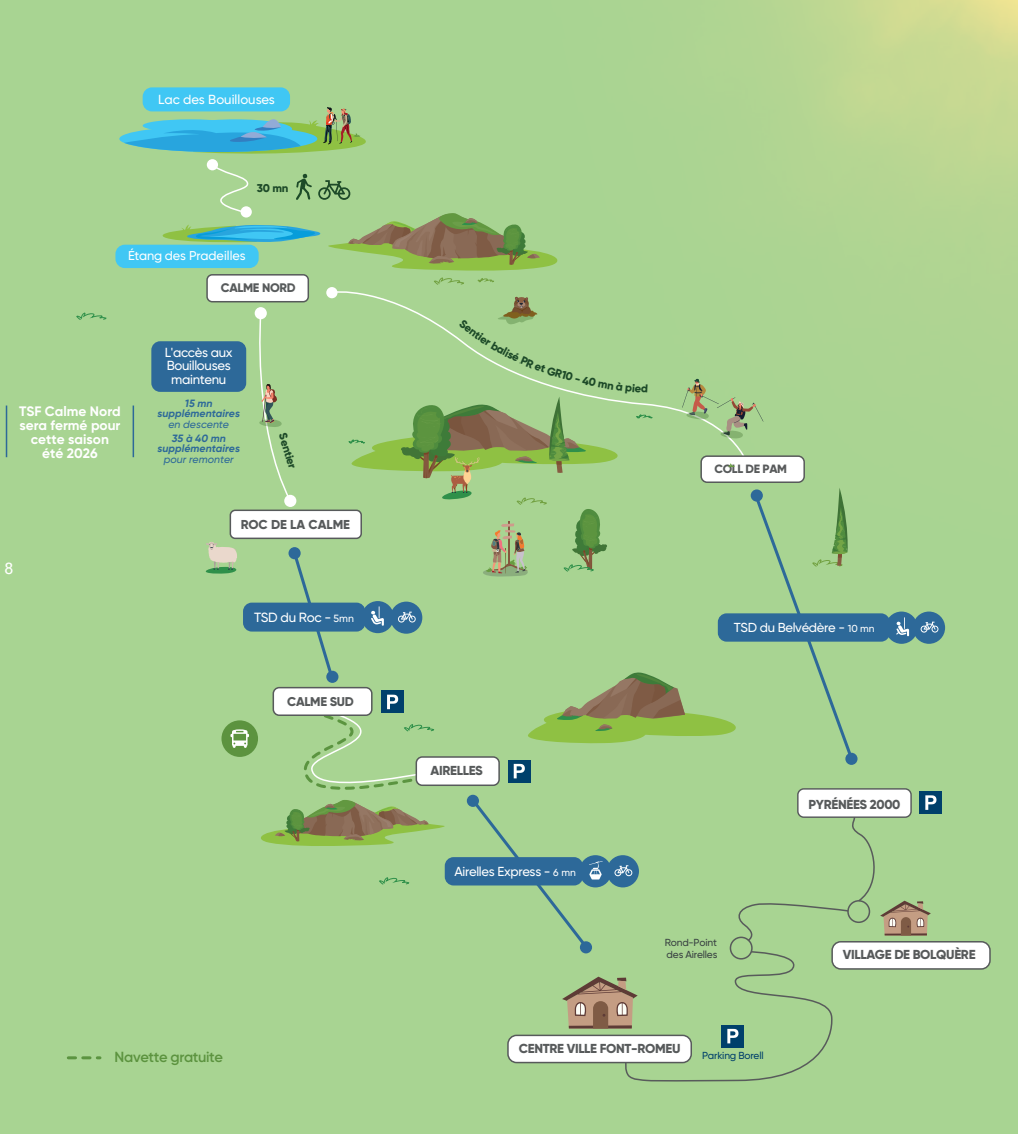 Lac des Bouillouses
30 mn
Étang des Pradeilles
CALME NORD
Sentier balisé PR et GR10 - 40 mn à pied
L'accès aux
Bouillouses
maintenu
15 mn
supplémentaires
en descente
35 à 40 mn
supplémentaires
pour remonter
TSF Calme Nord
sera fermé pour
cette saison
été 2026
Sentier
COLL DE PAM
ROC DE LA CALME
8
TSD du Roc - 5mn
TSD du Belvédère - 10 mn
CALME SUD
P
AIRELLES
P
PYRÉNÉES 2000
P
Airelles Express - 6 mn
Rond-Point
des Airelles
VILLAGE DE BOLQUÈRE
CENTRE VILLE FONT-ROMEU
P
Parking Borell
Navette gratuite